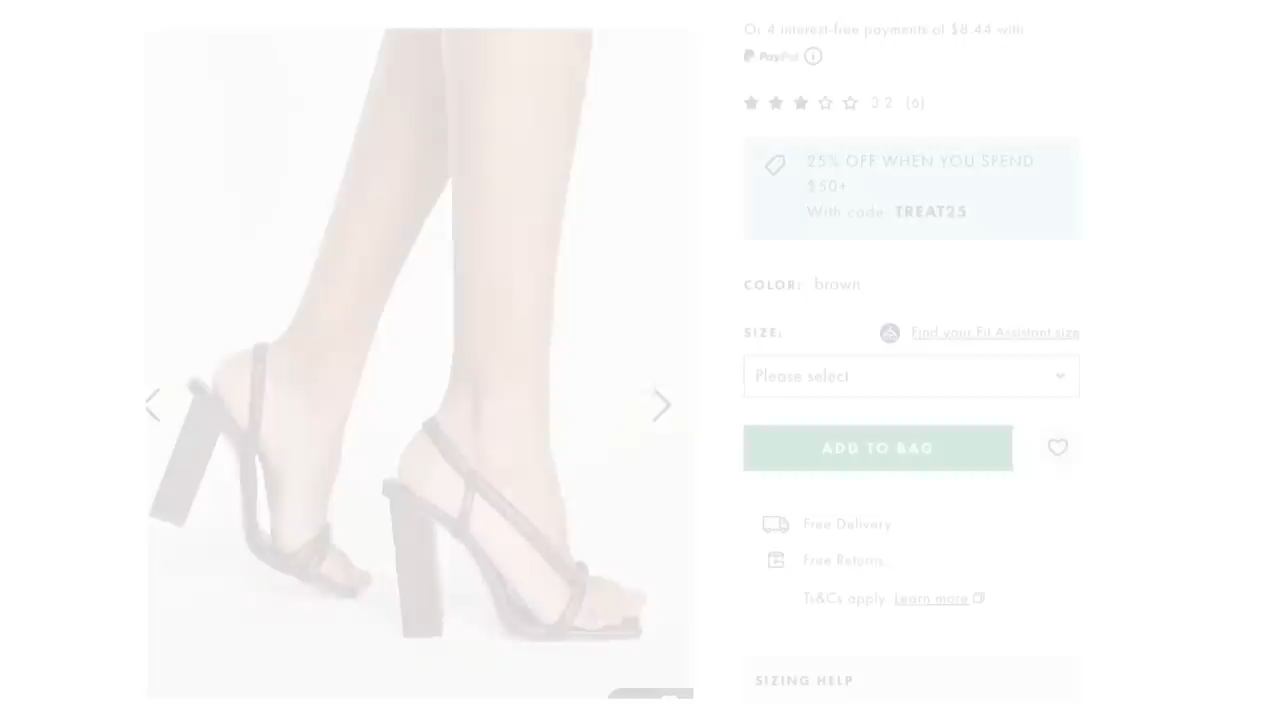 Or 4 interest-free payments of $8.44 with
PayPal
3.2 (6)
25% OFF WHEN YOU SPEND
$50+
With code: TREAT25
COLOR: brown
SIZE:
Find your Fit Assistant size
Please select
ADD TO BAG
Free Delivery.
Free Returns.
Ts&Cs apply. Learn more
SIZING HELP